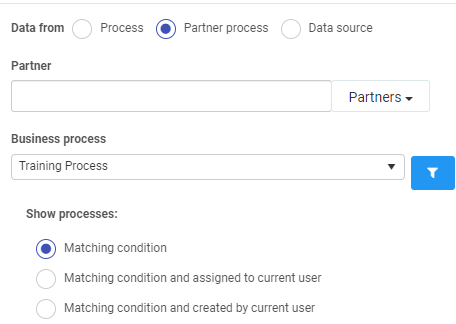 Data from Process Partner process Data source
Partner
Partners
Business process
Training Process
Show processes:
Matching condition
Matching condition and assigned to current user
Matching condition and created by current user